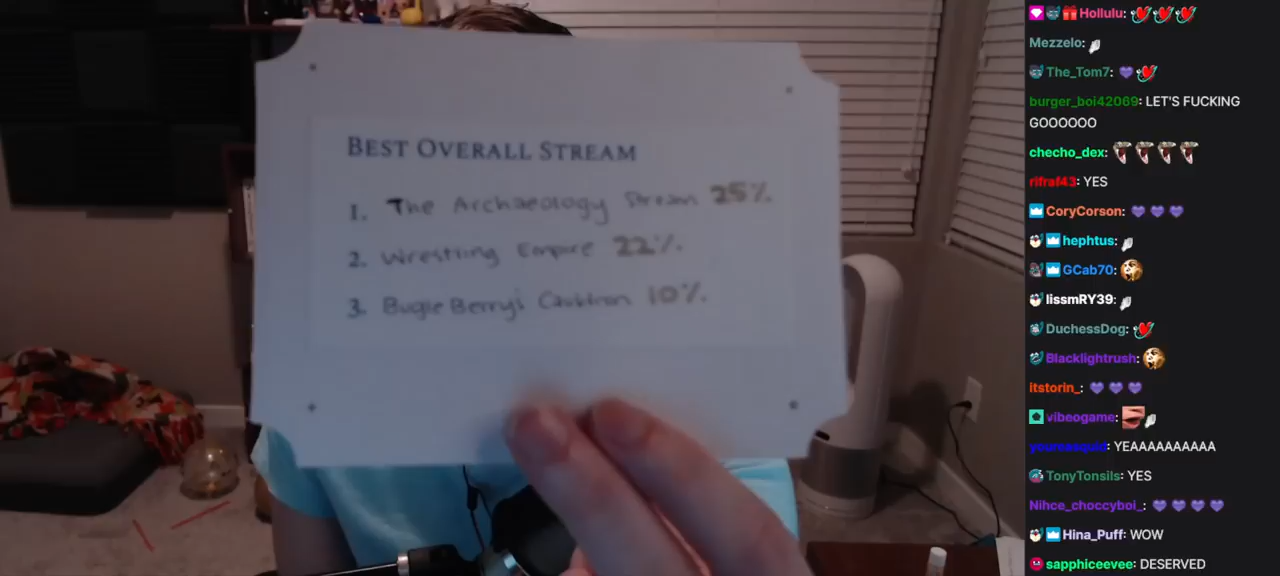 BEST OVERALL STREAM
1. The Archaeology Stream 25%.
2. Wrestling Empire 22%.
3. Bugle Berry's Cauldron 10%.
Hollulu:
Mezzelo:
The_Tom7:
burger_boi42069: LET'S FUCKING
GOOOOOO
checho_dex:
rifraf43: YES
CoryCorson:
hephtus:
GCab70:
lissmRY39:
DuchessDog:
Blacklightrush:
itstorin_:
vibeogame:
youreasquid: YEAAAAAAAAAA
TonyTonsils: YES
Nihce_choccyboi_:
Hina_Puff: WOW
sapphiceevee: DESERVED